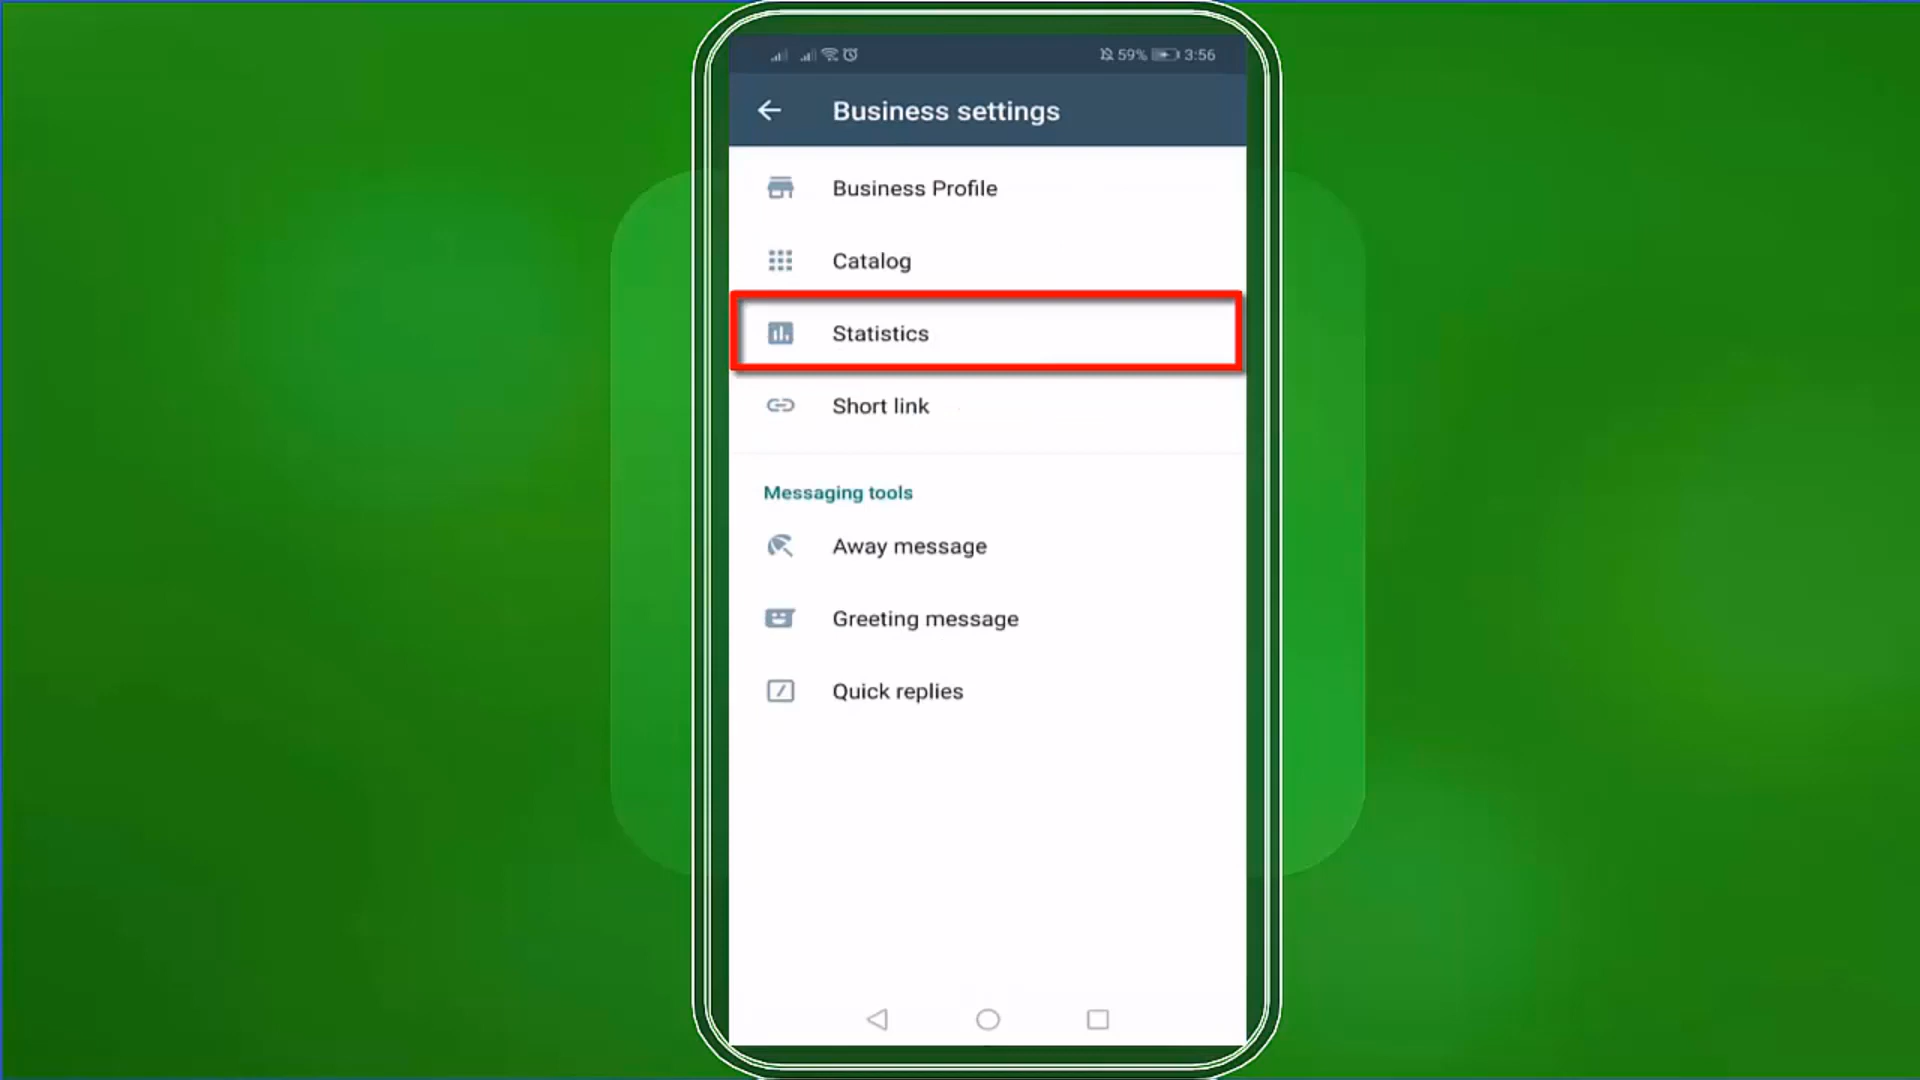 59% 3:56
Business settings
Business Profile
Catalog
Statistics
Short link
Messaging tools
Away message
Greeting message
Quick replies